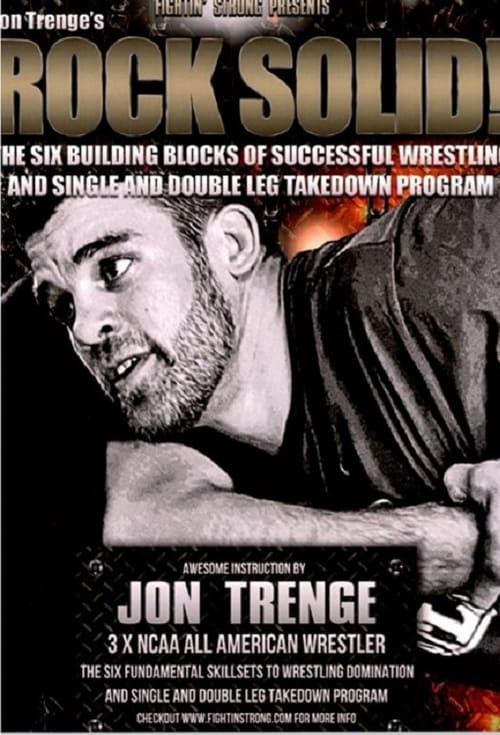 FIGHTIN' STRONG PRESENTS
on Trenge's
ROCK SOLID!
HE SIX BUILDING BLOCKS OF SUCCESSFUL WRESTLIN
AND SINGLE AND DOUBLE LEG TAKEDOWN PROGRAM
AWESOME INSTRUCTION BY
JON TRENGE
3 X NCAA ALL AMERICAN WRESTLER
THE SIX FUNDAMENTAL SKILLSETS TO WRESTLING DOMINATION
AND SINGLE AND DOUBLE LEG TAKEDOWN PROGRAM
CHECKOUT WWW.FIGHTINSTRONG.COM FOR MORE INFO